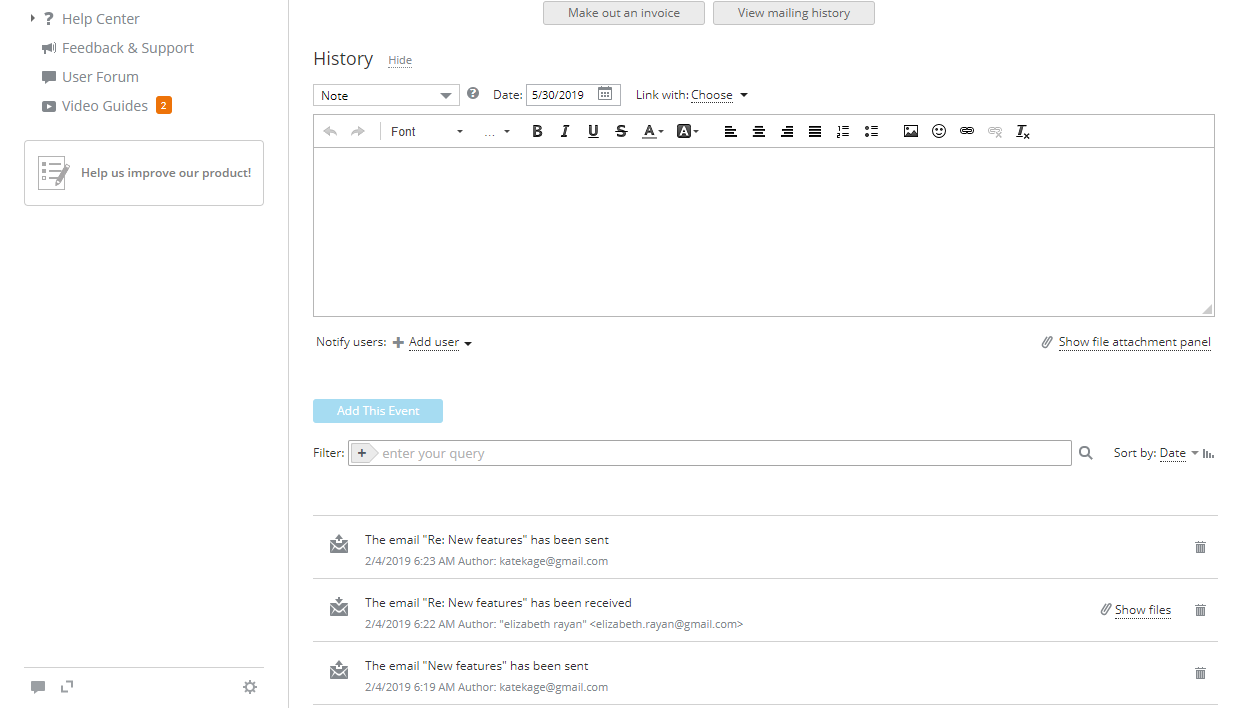 Help Center
Feedback & Support
User Forum
Video Guides 2
Help us improve our product!
Make out an invoice View mailing history
History Hide
Note Date: 5/30/2019 Link with: Choose
Font ... B I U S A A
Notify users: Add user Show file attachment panel
Add This Event
Filter: + enter your query Sort by: Date
The email "Re: New features" has been sent
2/4/2019 6:23 AM Author: katekage@gmail.com
The email "Re: New features" has been received
2/4/2019 6:22 AM Author: "elizabeth rayan" <elizabeth.rayan@gmail.com>
Show files
The email "New features" has been sent
2/4/2019 6:19 AM Author: katekage@gmail.com